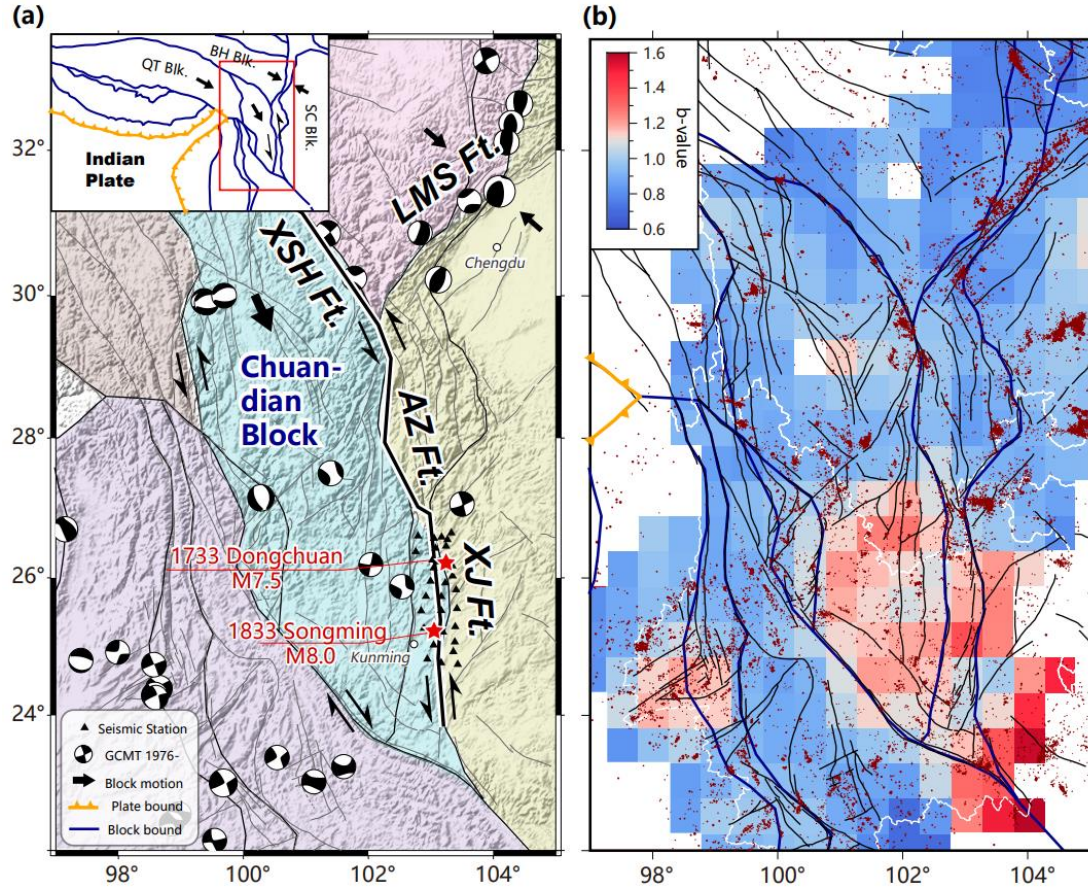 (a)
BH Blk.
QT Blk.
SC Blk.
Indian
Plate
32°
30°
28°
26°
24°
LMS Ft.
XSH Ft.
Chengdu
Chuan-
dian
Block
AZ Ft.
1733 Dongchuan
M7.5
XJ Ft.
1833 Songming
M8.0
Kunming
Seismic Station
GCMT 1976-
Block motion
Plate bound
Block bound
98°
100°
102°
104°
(b)
1.6
1.4
1.2
1.0
0.8
0.6
b-value
98°
100°
102°
104°